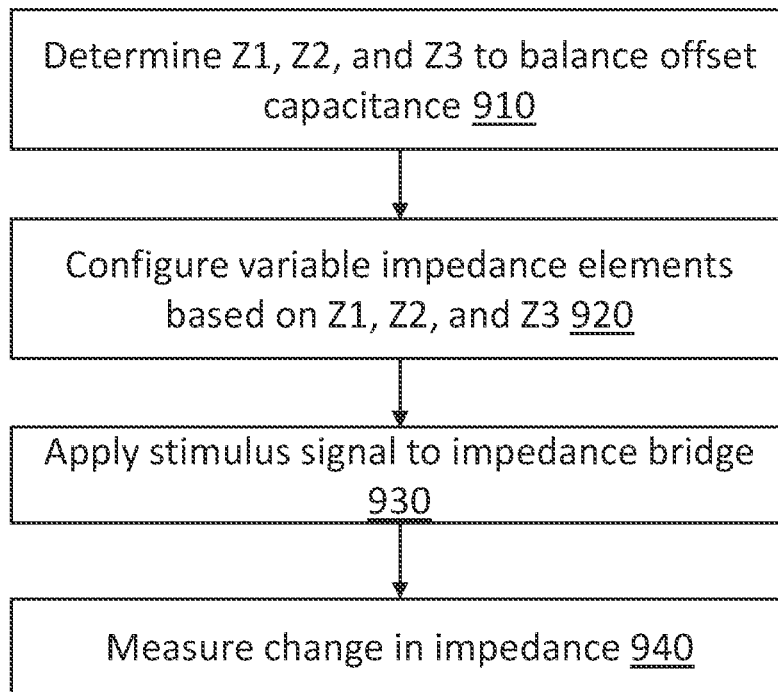 Determine Z1, Z2, and Z3 to balance offset
capacitance 910
Configure variable impedance elements
based on Z1, Z2, and Z3 920
Apply stimulus signal to impedance bridge
930
Measure change in impedance 940